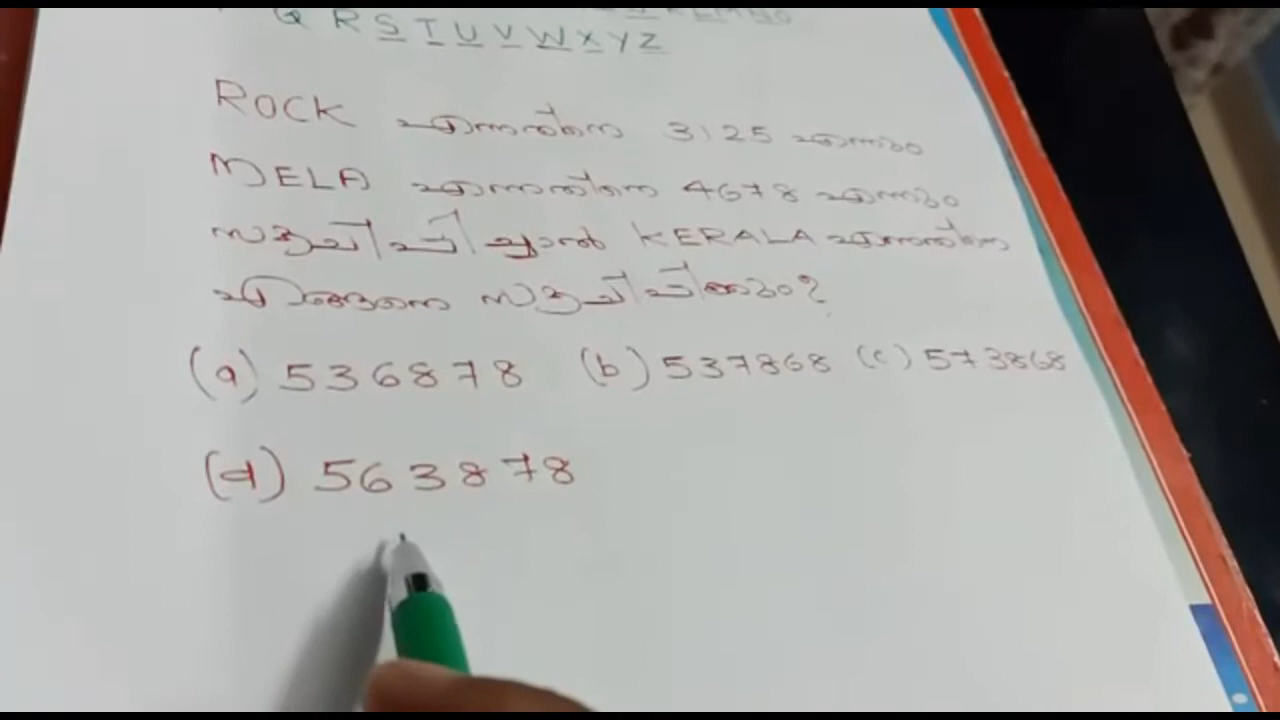 Q R S T U V W X Y Z
ROCK എന്നതിനെ 3125 എന്നും
MELA എന്നതിനെ 4678 എന്നും
സൂചിപ്പിച്ചാൽ KERALA എന്നതിനെ
എങ്ങനെ സൂചിപ്പിക്കാം?
(a) 536878 (b) 537868 (c) 573868
(d) 563878